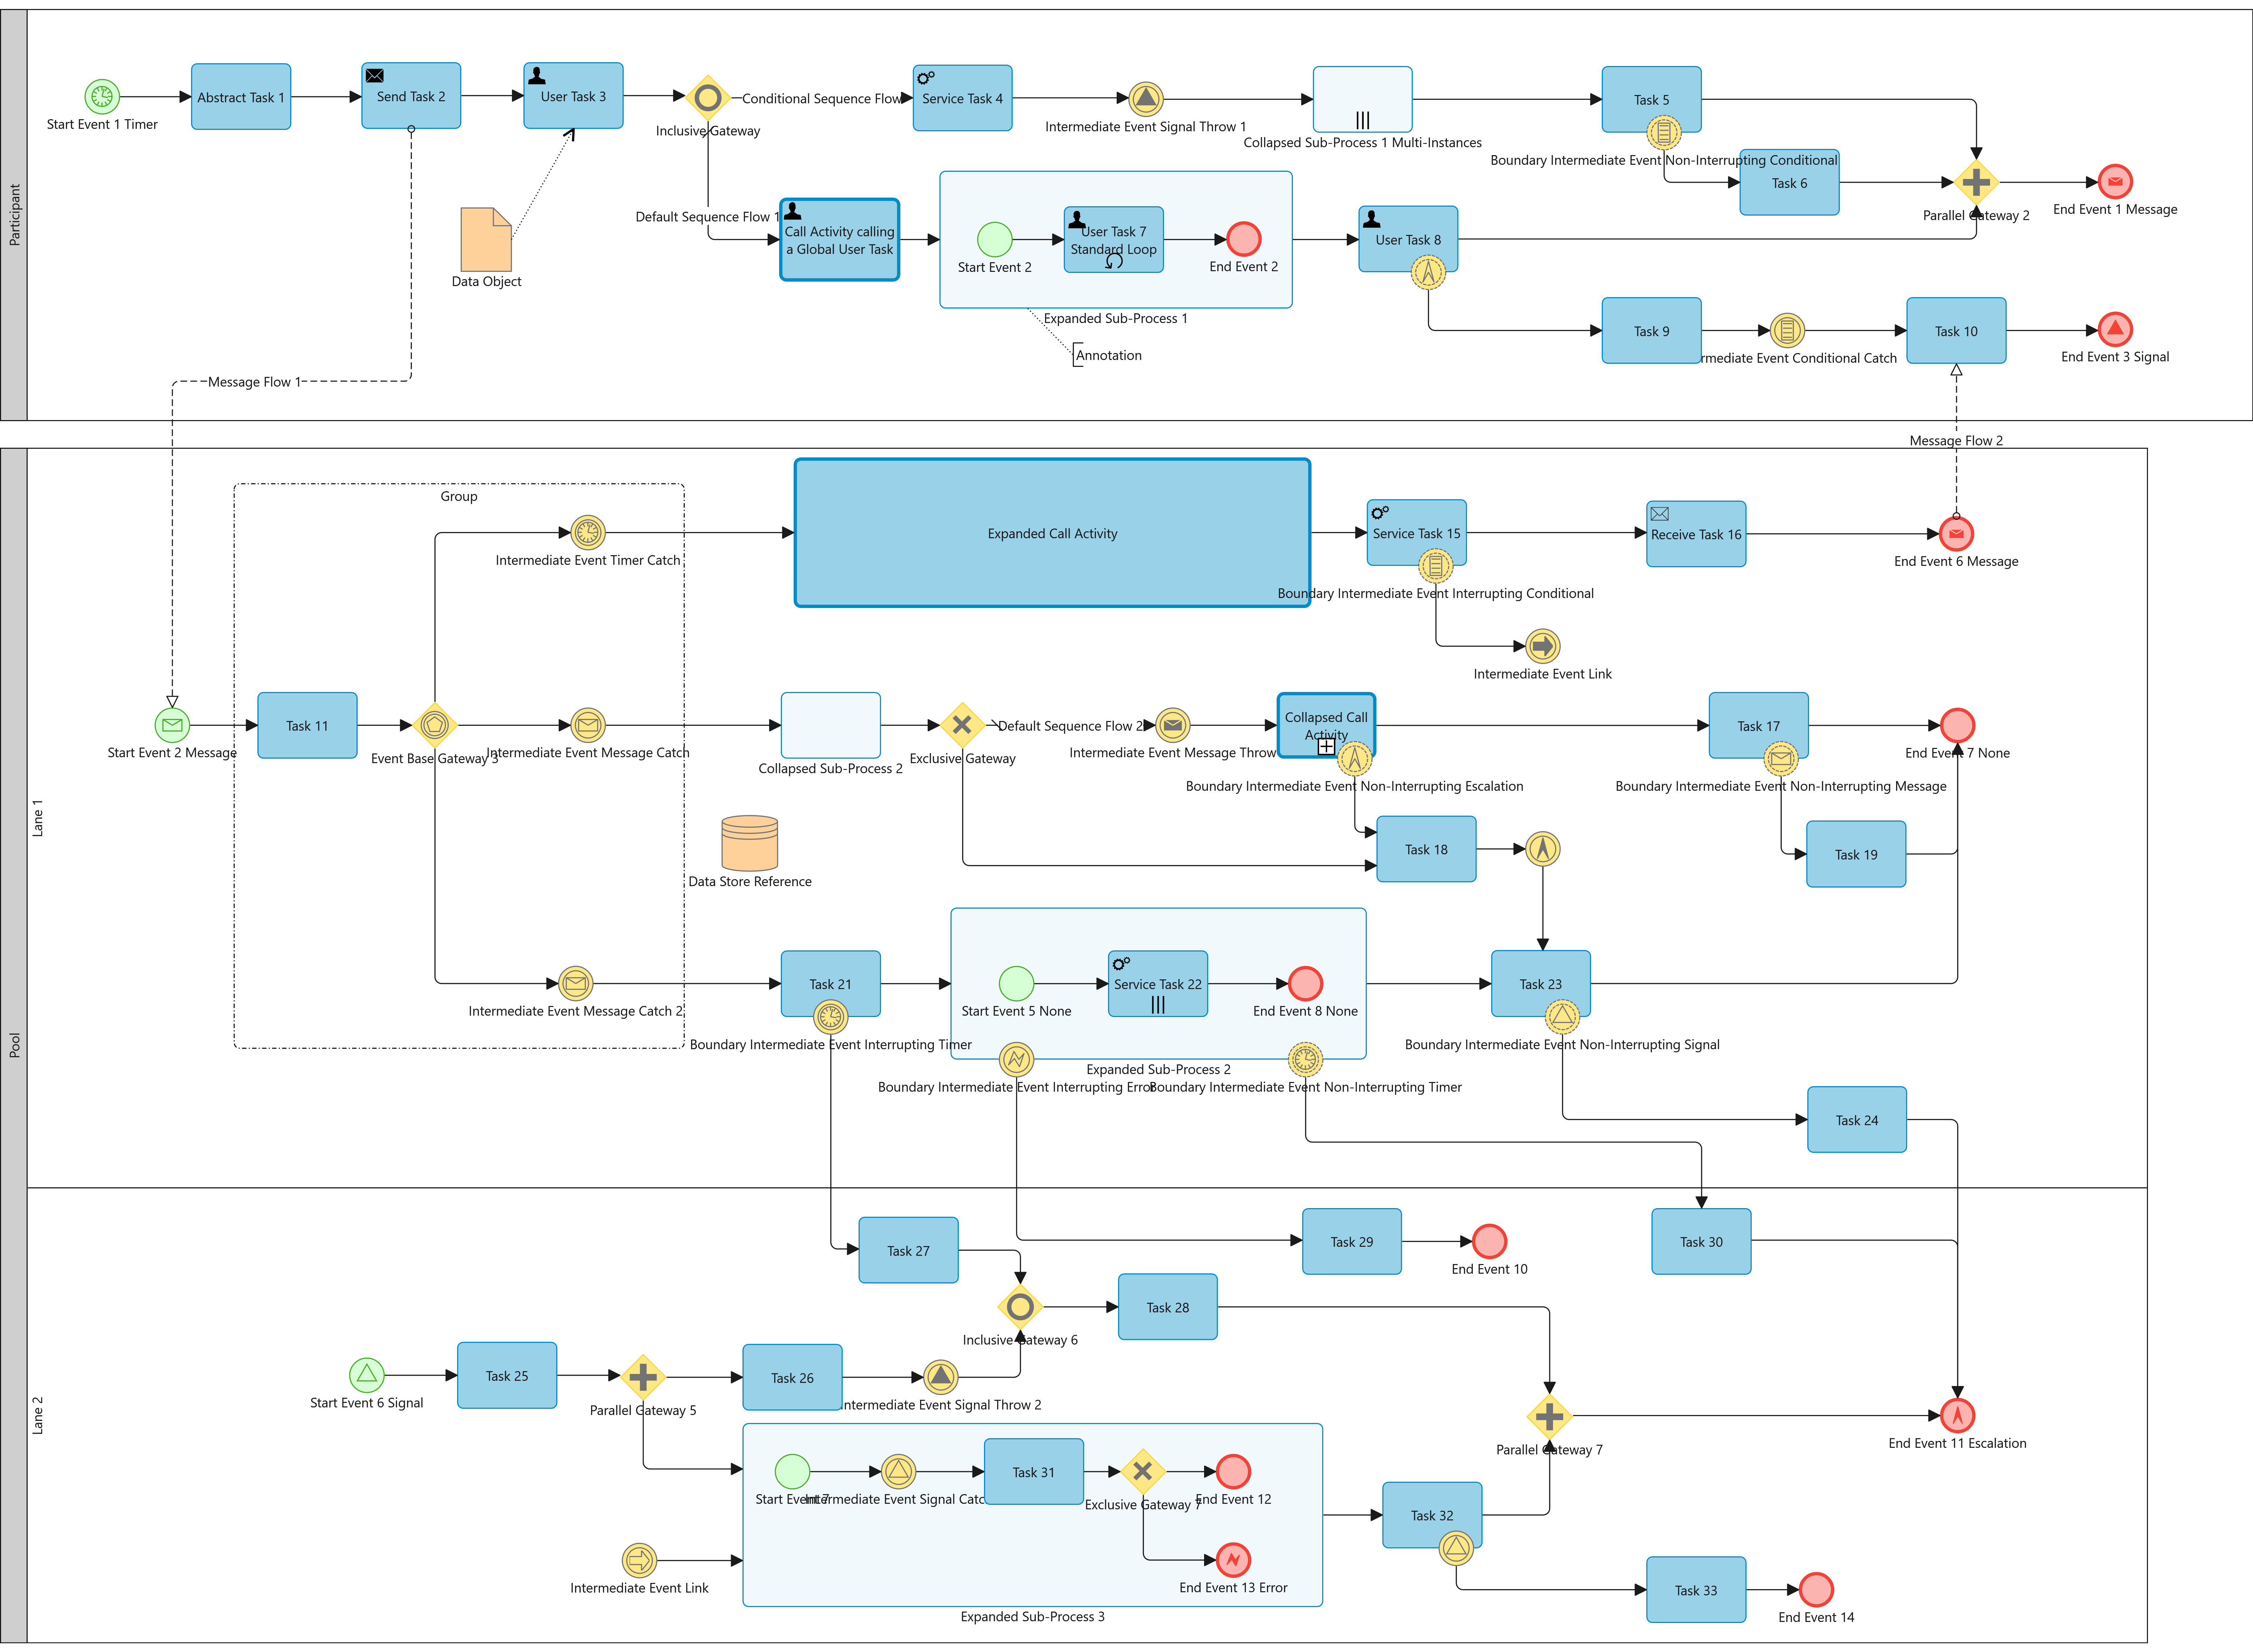 Participant
Start Event 1 Timer
Abstract Task 1
Send Task 2
User Task 3
Inclusive Gateway
Conditional Sequence Flow
Service Task 4
Intermediate Event Signal Throw 1
Collapsed Sub-Process 1 Multi-Instances
Task 5
Boundary Intermediate Event Non-Interrupting Conditional
Task 6
Parallel Gateway 2
End Event 1 Message
Default Sequence Flow 1
Call Activity calling
a Global User Task
Start Event 2
User Task 7
Standard Loop
End Event 2
Expanded Sub-Process 1
User Task 8
Data Object
Annotation
Task 9
rmediate Event Conditional Catch
Task 10
End Event 3 Signal
Message Flow 1
Message Flow 2
Pool
Lane 1
Group
Intermediate Event Timer Catch
Expanded Call Activity
Service Task 15
Boundary Intermediate Event Interrupting Conditional
Receive Task 16
End Event 6 Message
Intermediate Event Link
Start Event 2 Message
Task 11
Event Base Gateway 3
Intermediate Event Message Catch
Collapsed Sub-Process 2
Exclusive Gateway
Default Sequence Flow 2
Intermediate Event Message Throw
Collapsed Call
Activity
Boundary Intermediate Event Non-Interrupting Escalation
Task 17
Boundary Intermediate Event Non-Interrupting Message
End Event 7 None
Task 18
Task 19
Data Store Reference
Intermediate Event Message Catch 2
Task 21
Boundary Intermediate Event Interrupting Timer
Start Event 5 None
Service Task 22
End Event 8 None
Expanded Sub-Process 2
Boundary Intermediate Event Interrupting Error
Boundary Intermediate Event Non-Interrupting Timer
Task 23
Boundary Intermediate Event Non-Interrupting Signal
Task 24
Lane 2
Task 27
Task 29
End Event 10
Task 30
Inclusive Gateway 6
Task 28
Start Event 6 Signal
Task 25
Parallel Gateway 5
Task 26
Intermediate Event Signal Throw 2
Parallel Gateway 7
End Event 11 Escalation
Start Event 7
Intermediate Event Signal Catc
Task 31
Exclusive Gateway 7
End Event 12
Task 32
Intermediate Event Link
End Event 13 Error
Expanded Sub-Process 3
Task 33
End Event 14